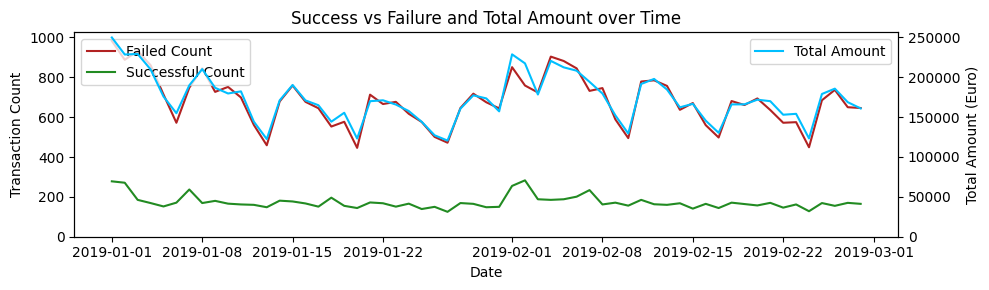 Success vs Failure and Total Amount over Time
Failed Count
Successful Count
Total Amount
Transaction Count
1000
800
600
400
200
0
250000
200000
150000
100000
50000
0
Total Amount (Euro)
2019-01-01 2019-01-08 2019-01-15 2019-01-22 2019-02-01 2019-02-08 2019-02-15 2019-02-22 2019-03-01
Date